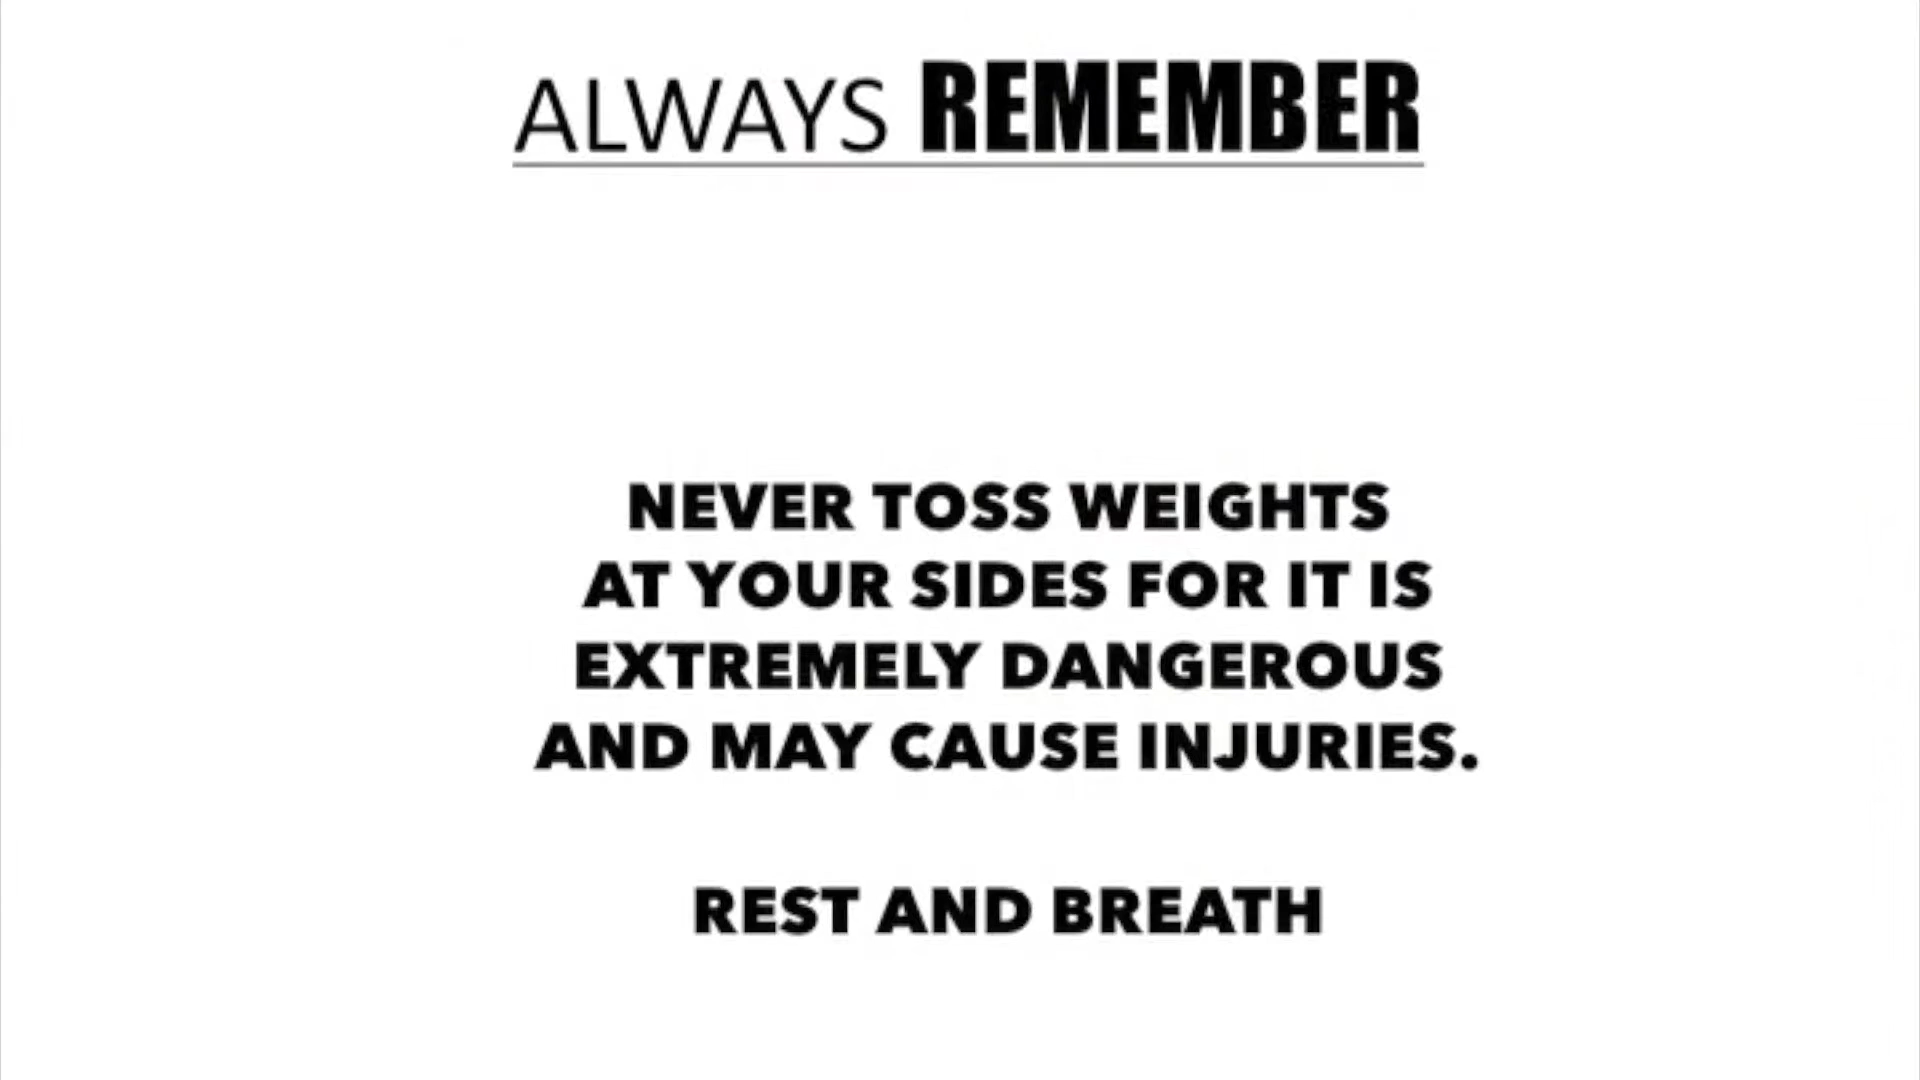 ALWAYS REMEMBER
NEVER TOSS WEIGHTS
AT YOUR SIDES FOR IT IS
EXTREMELY DANGEROUS
AND MAY CAUSE INJURIES.
REST AND BREATH